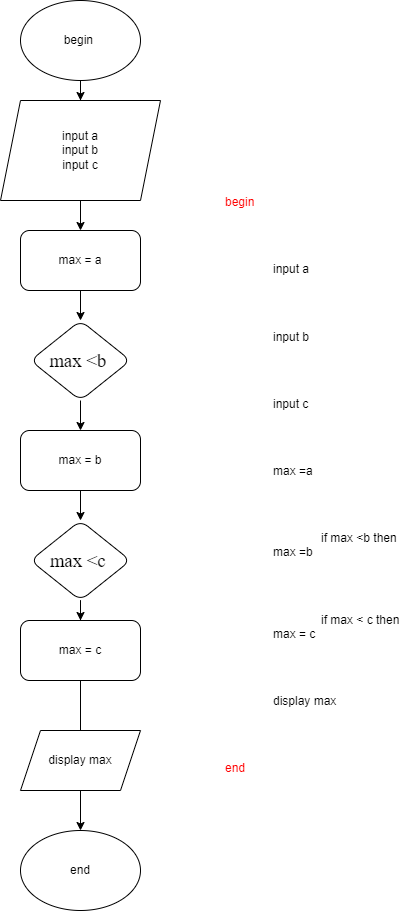 begin
input a
input b
input c
max = a
max <b
max = b
max <c
max = c
display max
end
begin
input a
input b
input c
max =a
if max <b then
max =b
if max < c then
max = c
display max
end